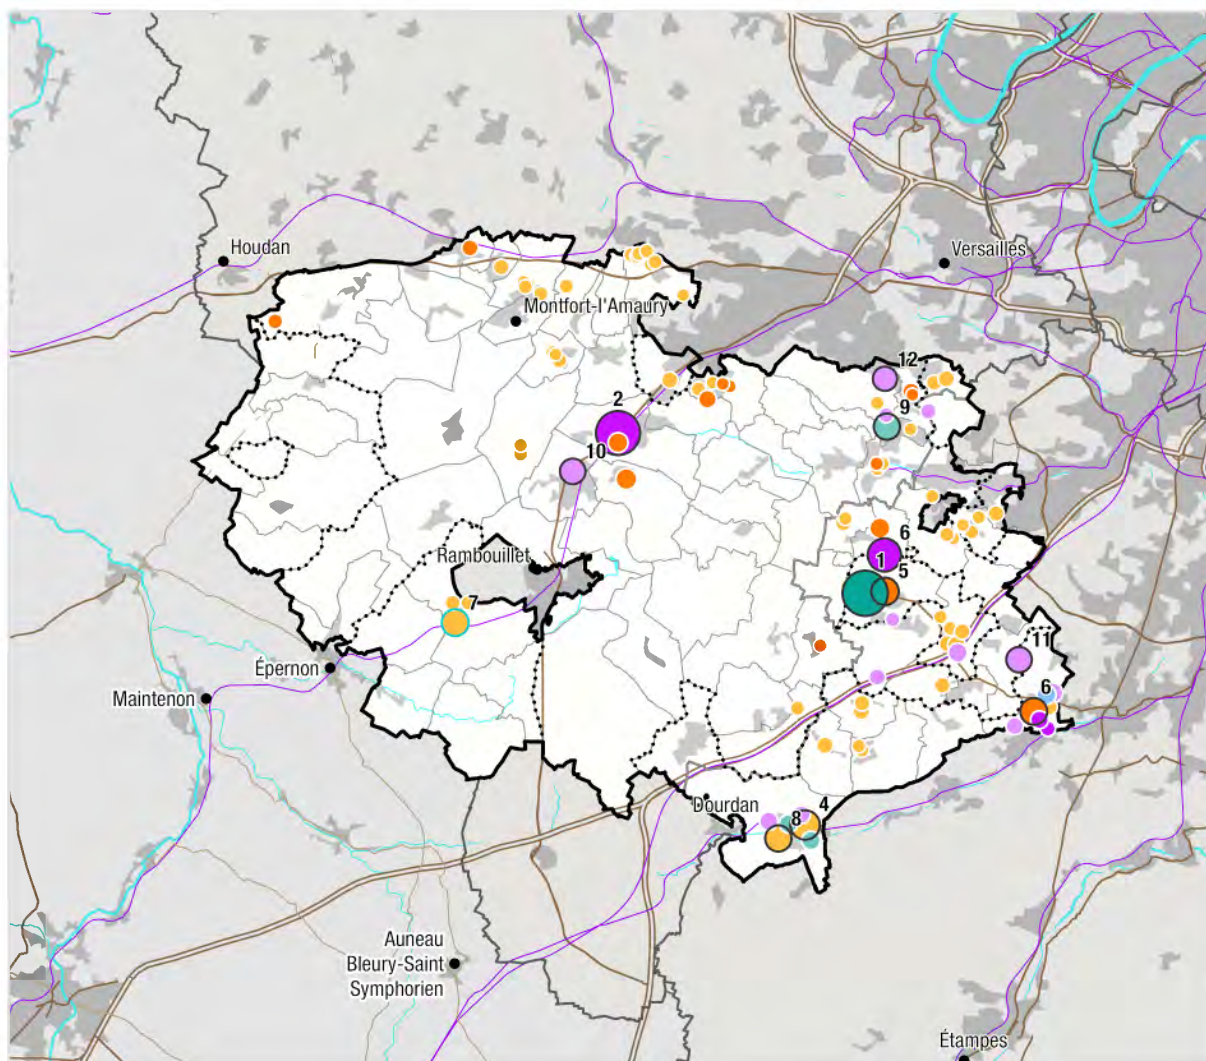 Houdan
Versailles
Montfort-l'Amaury
12
2
9
10
6
Rambouillet
1
5
7
11
Épernon
6
Maintenon
Dourdan
4
8
Auneau
Bleury-Saint
Symphorien
Étampes